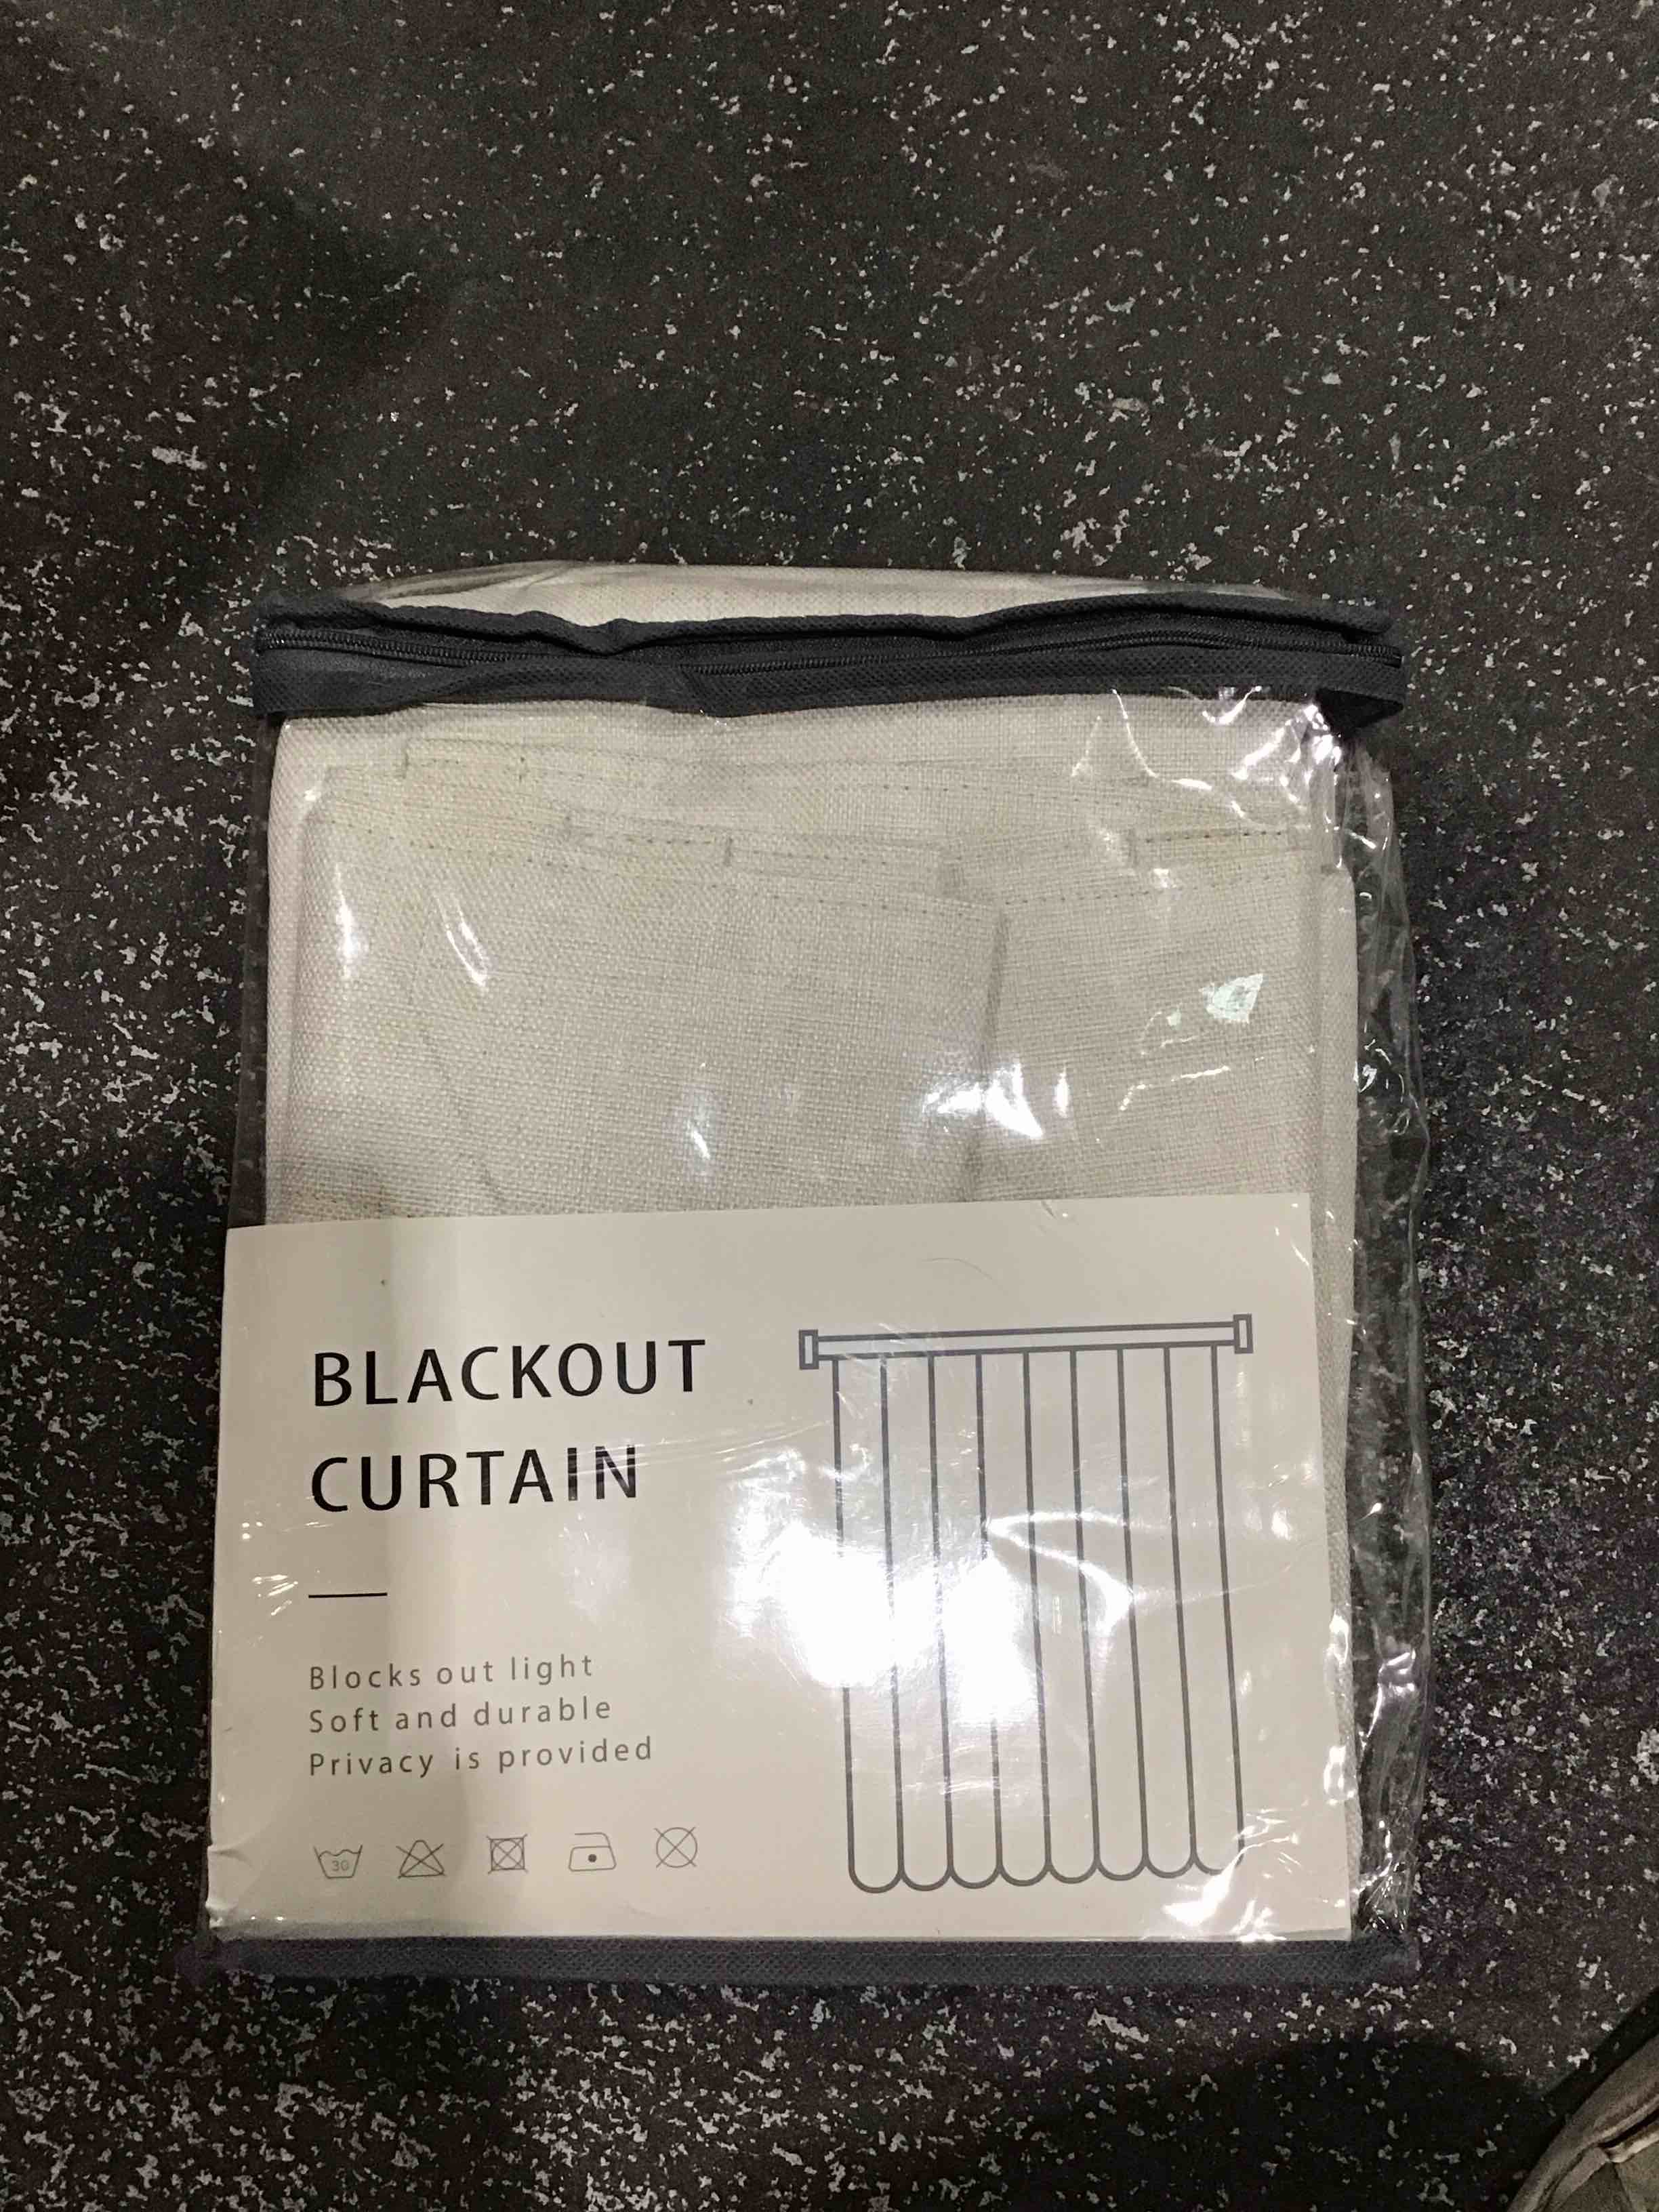 BLACKOUT
CURTAIN
Blocks out light
Soft and durable
Privacy is provided
30